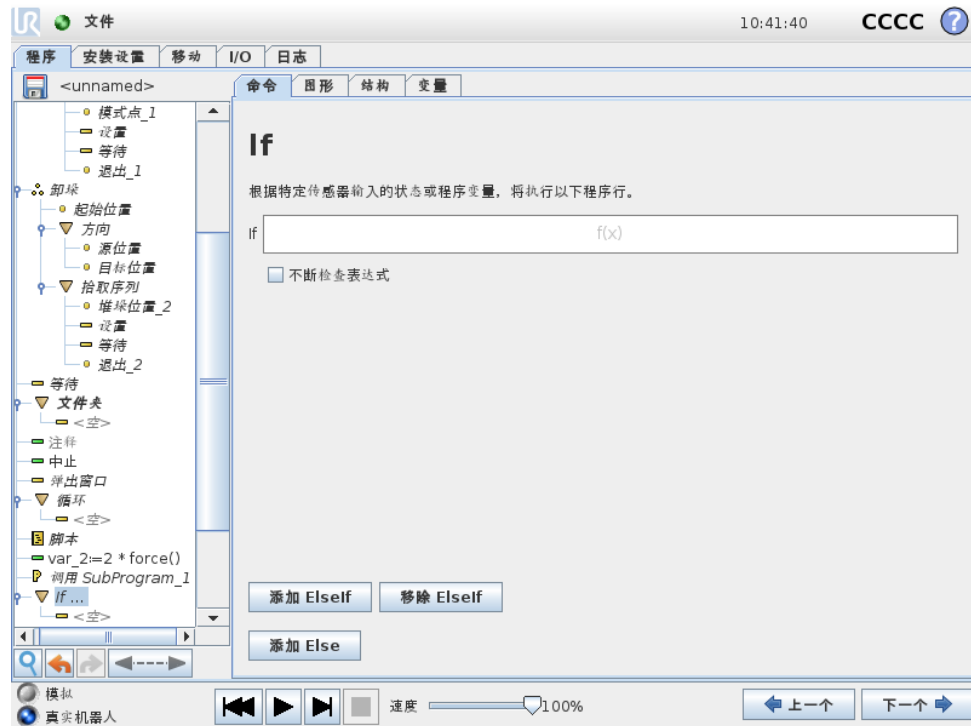 UR 文件 10:41:40 CCCC ?
程序 安装设置 移动 I/O 日志
<unnamed>
命令 图形 结构 变量
模式点_1
设置
等待
退出_1
卸垛
起始位置
方向
源位置
目标位置
拾取序列
堆垛位置_2
设置
等待
退出_2
等待
文件夹
<空>
注释
中止
弹出窗口
循环
<空>
脚本
var_2:=2 * force()
P 调用 SubProgram_1
If ...
<空>
If
根据特定传感器输入的状态或程序变量，将执行以下程序行。
If f(x)
不断检查表达式
添加 ElseIf 移除 ElseIf
添加 Else
模拟
真实机器人
速度 100%
上一个 下一个